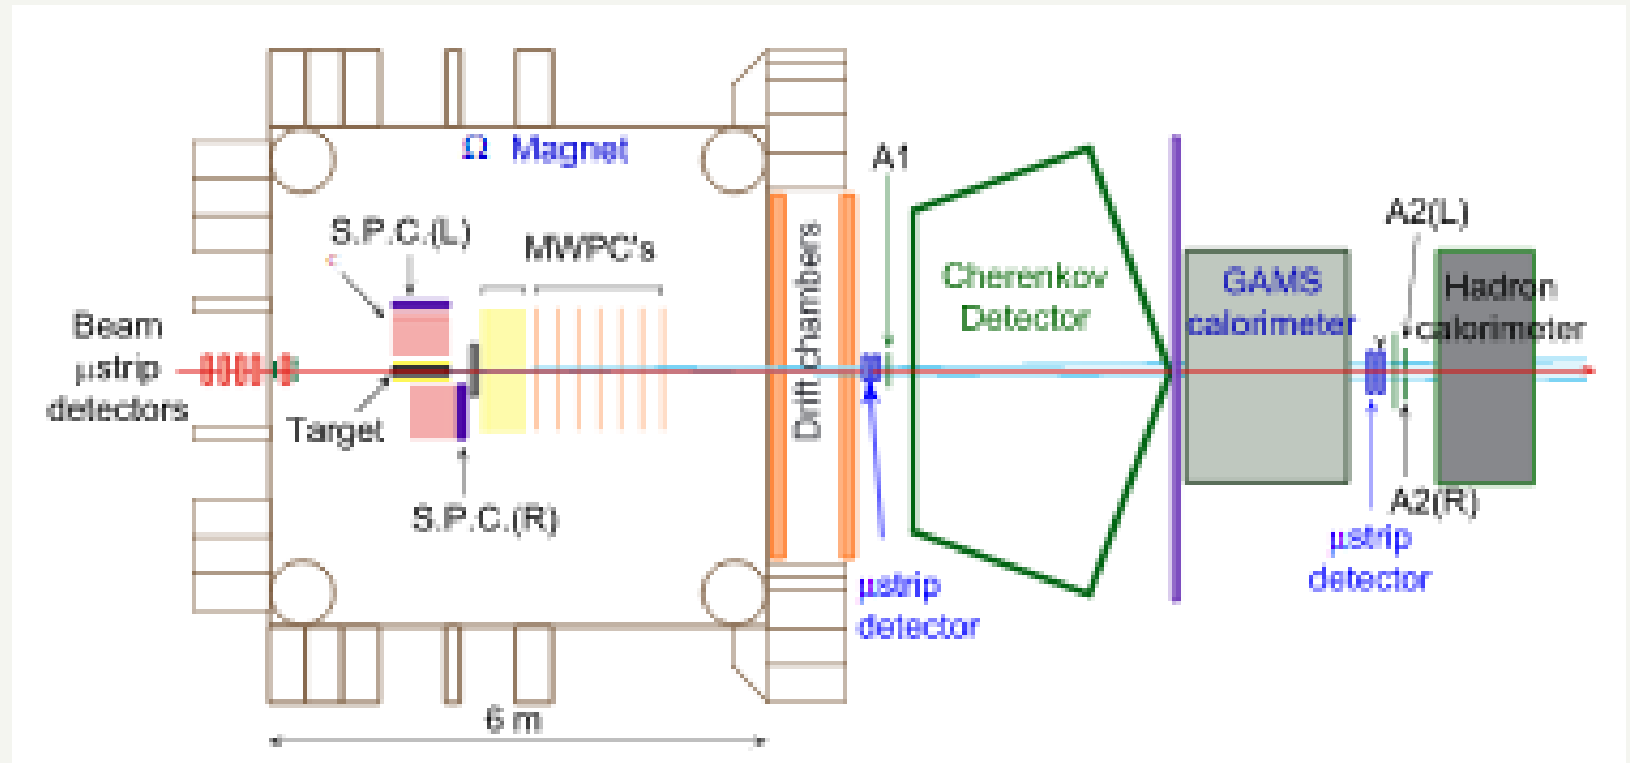 Ω Magnet
A1
A2(L)
S.P.C.(L)
MWPC's
C
Drift chambers
Cherenkov
Detector
GAMS
calorimeter
Hadron
calorimeter
Beam
μstrip
detectors
Target
S.P.C.(R)
A2(R)
μstrip
detector
μstrip
detector
6 m